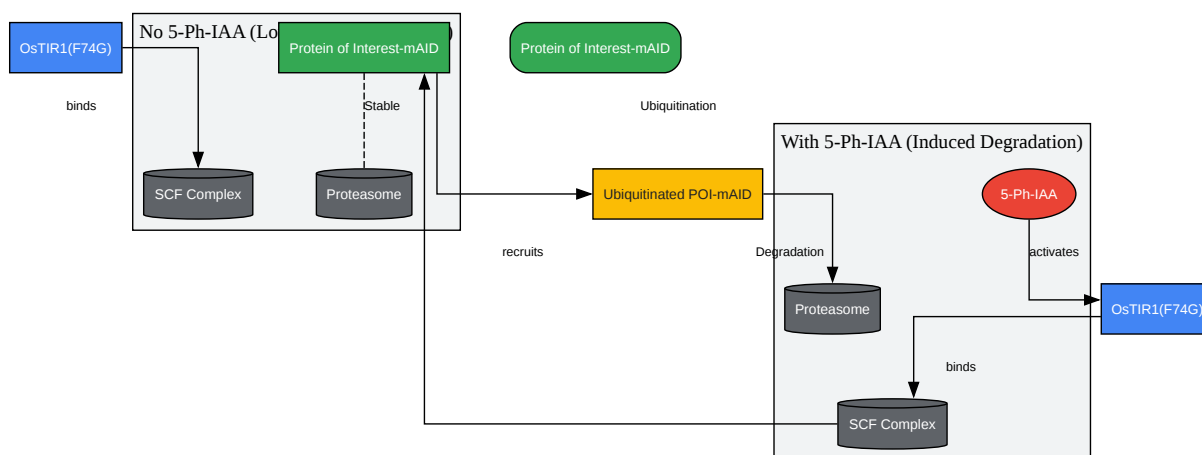 OsTIR1(F74G)
No 5-Ph-IAA (Lo
)
Protein of Interest-mAID
Protein of Interest-mAID
binds
Stable
Ubiquitination
With 5-Ph-IAA (Induced Degradation)
SCF Complex
Proteasome
Ubiquitinated POI-mAID
5-Ph-IAA
recruits
Degradation
activates
Proteasome
OsTIR1(F74G)
binds
SCF Complex